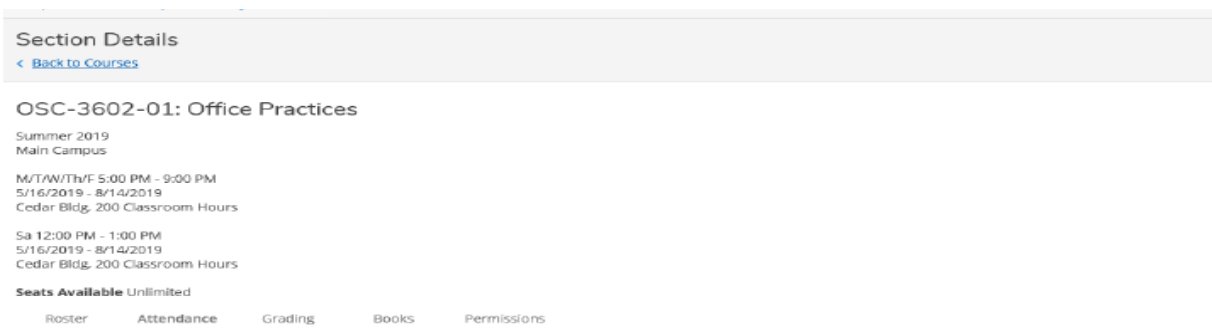 Section Details
< Back to Courses
OSC-3602-01: Office Practices
Summer 2019
Main Campus
M/T/W/Th/F 5:00 PM - 9:00 PM
5/16/2019 - 8/14/2019
Cedar Bldg, 200 Classroom Hours
Sa 12:00 PM - 1:00 PM
5/16/2019 - 8/14/2019
Cedar Bldg, 200 Classroom Hours
Seats Available Unlimited
Roster Attendance Grading Books Permissions